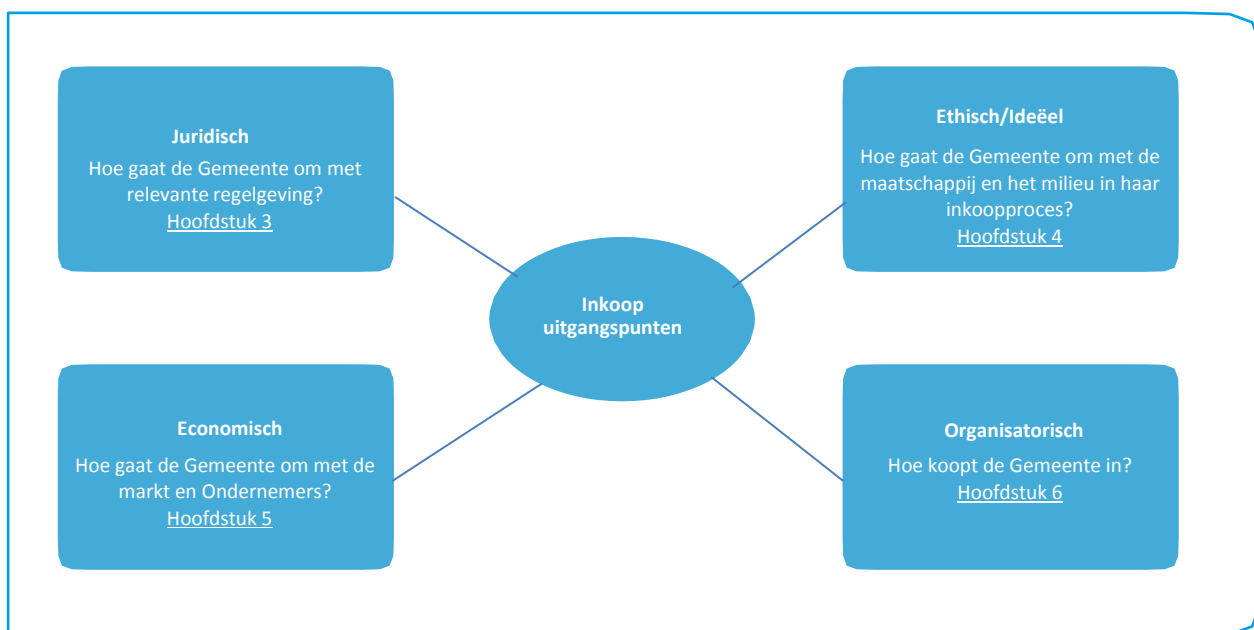 Juridisch
Hoe gaat de Gemeente om met
relevante regelgeving?
Hoofdstuk 3
Ethisch/Ideëel
Hoe gaat de Gemeente om met de
maatschappij en het milieu in haar
inkoopproces?
Hoofdstuk 4
Inkoop
uitgangspunten
Economisch
Hoe gaat de Gemeente om met de
markt en Ondernemers?
Hoofdstuk 5
Organisatorisch
Hoe koopt de Gemeente in?
Hoofdstuk 6